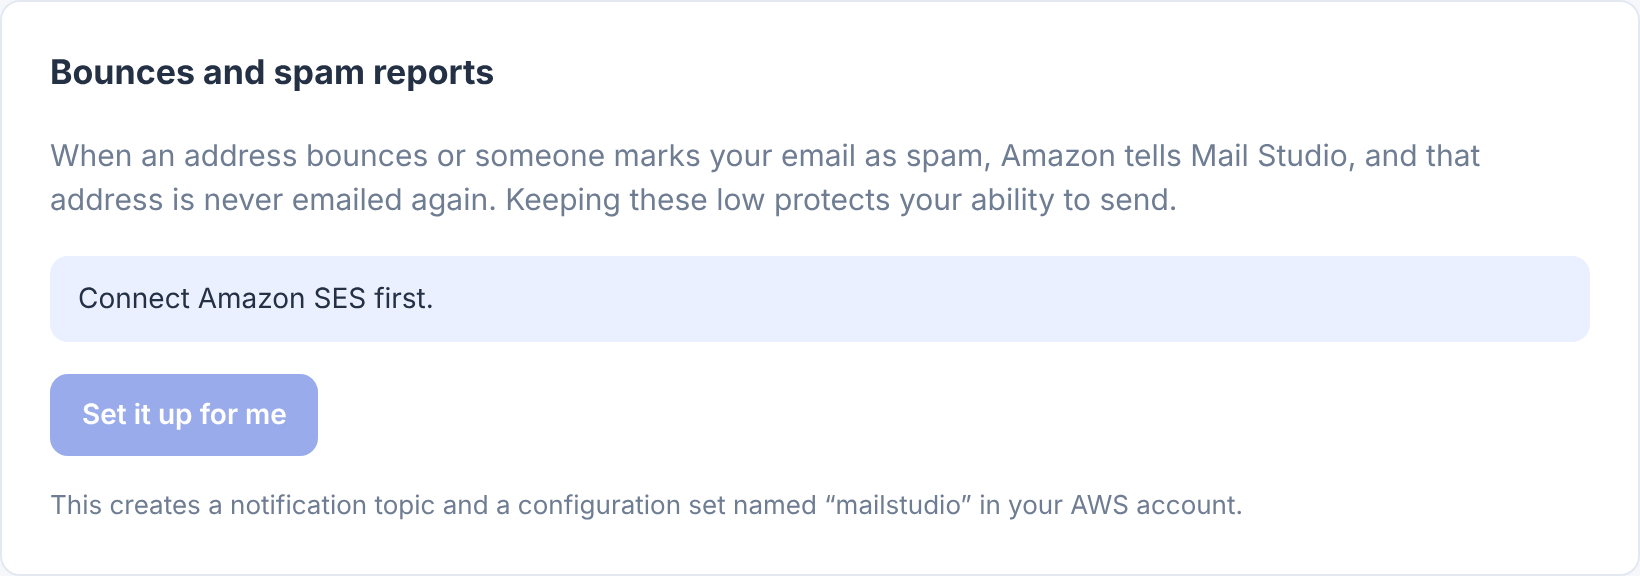 Bounces and spam reports
When an address bounces or someone marks your email as spam, Amazon tells Mail Studio, and that
address is never emailed again. Keeping these low protects your ability to send.
Connect Amazon SES first.
Set it up for me
This creates a notification topic and a configuration set named “mailstudio” in your AWS account.